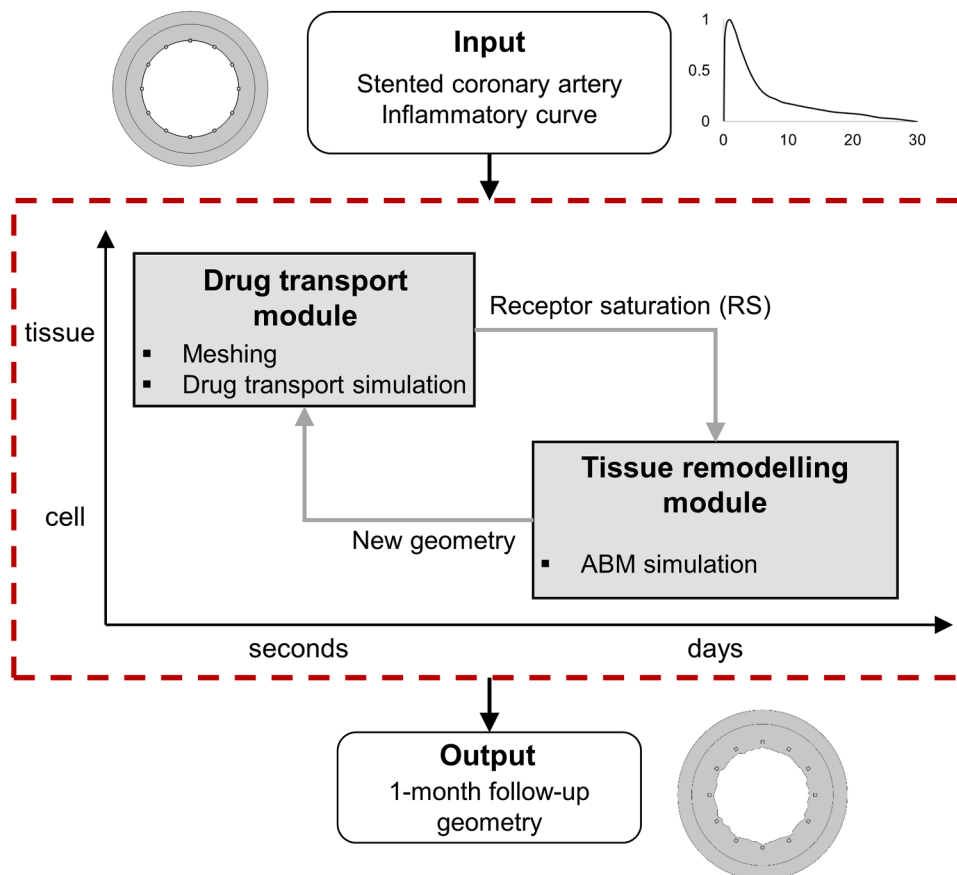 Input
Stented coronary artery
Inflammatory curve
1
0.5
0
0
10
20
30
Drug transport
module
▪ Meshing
▪ Drug transport simulation
Receptor saturation (RS)
tissue
cell
Tissue remodelling
module
▪ ABM simulation
New geometry
seconds
days
Output
1-month follow-up
geometry